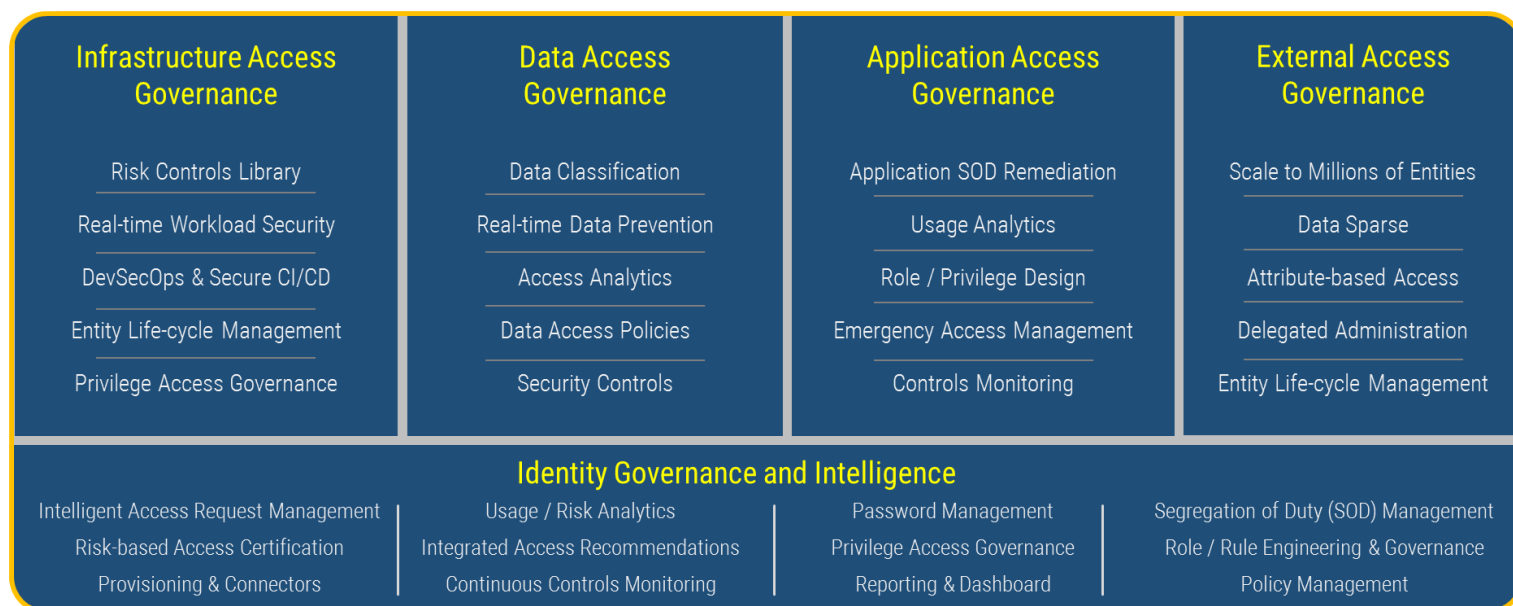 Infrastructure Access
Governance
Risk Controls Library
Real-time Workload Security
DevSecOps & Secure CI/CD
Entity Life-cycle Management
Privilege Access Governance
Data Access
Governance
Data Classification
Real-time Data Prevention
Access Analytics
Data Access Policies
Security Controls
Application Access
Governance
Application SOD Remediation
Usage Analytics
Role / Privilege Design
Emergency Access Management
Controls Monitoring
External Access
Governance
Scale to Millions of Entities
Data Sparse
Attribute-based Access
Delegated Administration
Entity Life-cycle Management
Identity Governance and Intelligence
Intelligent Access Request Management
Risk-based Access Certification
Provisioning & Connectors
Usage / Risk Analytics
Integrated Access Recommendations
Continuous Controls Monitoring
Password Management
Privilege Access Governance
Reporting & Dashboard
Segregation of Duty (SOD) Management
Role / Rule Engineering & Governance
Policy Management